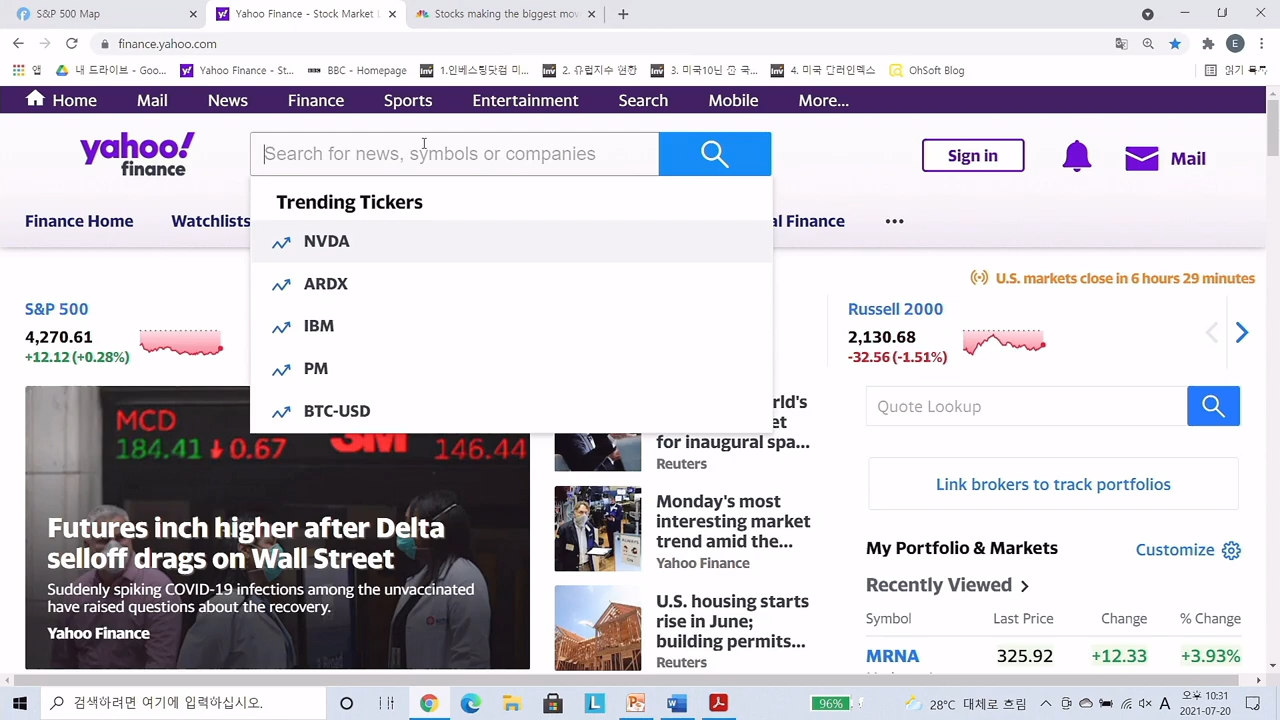 S&P 500 Map
Yahoo Finance - Stock Market L
Stocks making the biggest mov
finance.yahoo.com
앱
내 드라이브 - Goo...
Yahoo Finance - St...
BBC - Homepage
1.인베스팅닷컴 미...
2. 유럽지수 현황
3. 미국10년 만 국...
4. 미국 단러인엑스
OhSoft Blog
읽기 목록
Home
Mail
News
Finance
Sports
Entertainment
Search
Mobile
More...
yahoo!
finance
Search for news, symbols or companies
Sign in
Mail
Trending Tickers
NVDA
ARDX
IBM
PM
BTC-USD
Finance Home
Watchlists
al Finance
U.S. markets close in 6 hours 29 minutes
S&P 500
4,270.61
+12.12 (+0.28%)
Russell 2000
2,130.68
-32.56 (-1.51%)
MCD
184.41 0.67
3M
146.44
Futures inch higher after Delta
selloff drags on Wall Street
Suddenly spiking COVID-19 infections among the unvaccinated
have raised questions about the recovery.
Yahoo Finance
rld's
et
for inaugural spa...
Reuters
Monday's most
interesting market
trend amid the...
Yahoo Finance
U.S. housing starts
rise in June;
building permits...
Reuters
Quote Lookup
Link brokers to track portfolios
My Portfolio & Markets
Customize
Recently Viewed
Symbol Last Price Change % Change
MRNA 325.92 +12.33 +3.93%
검색하려면 여기에 입력하십시오.
96%
28°C 대체로 흐림
A
오후 10:31
2021-07-20